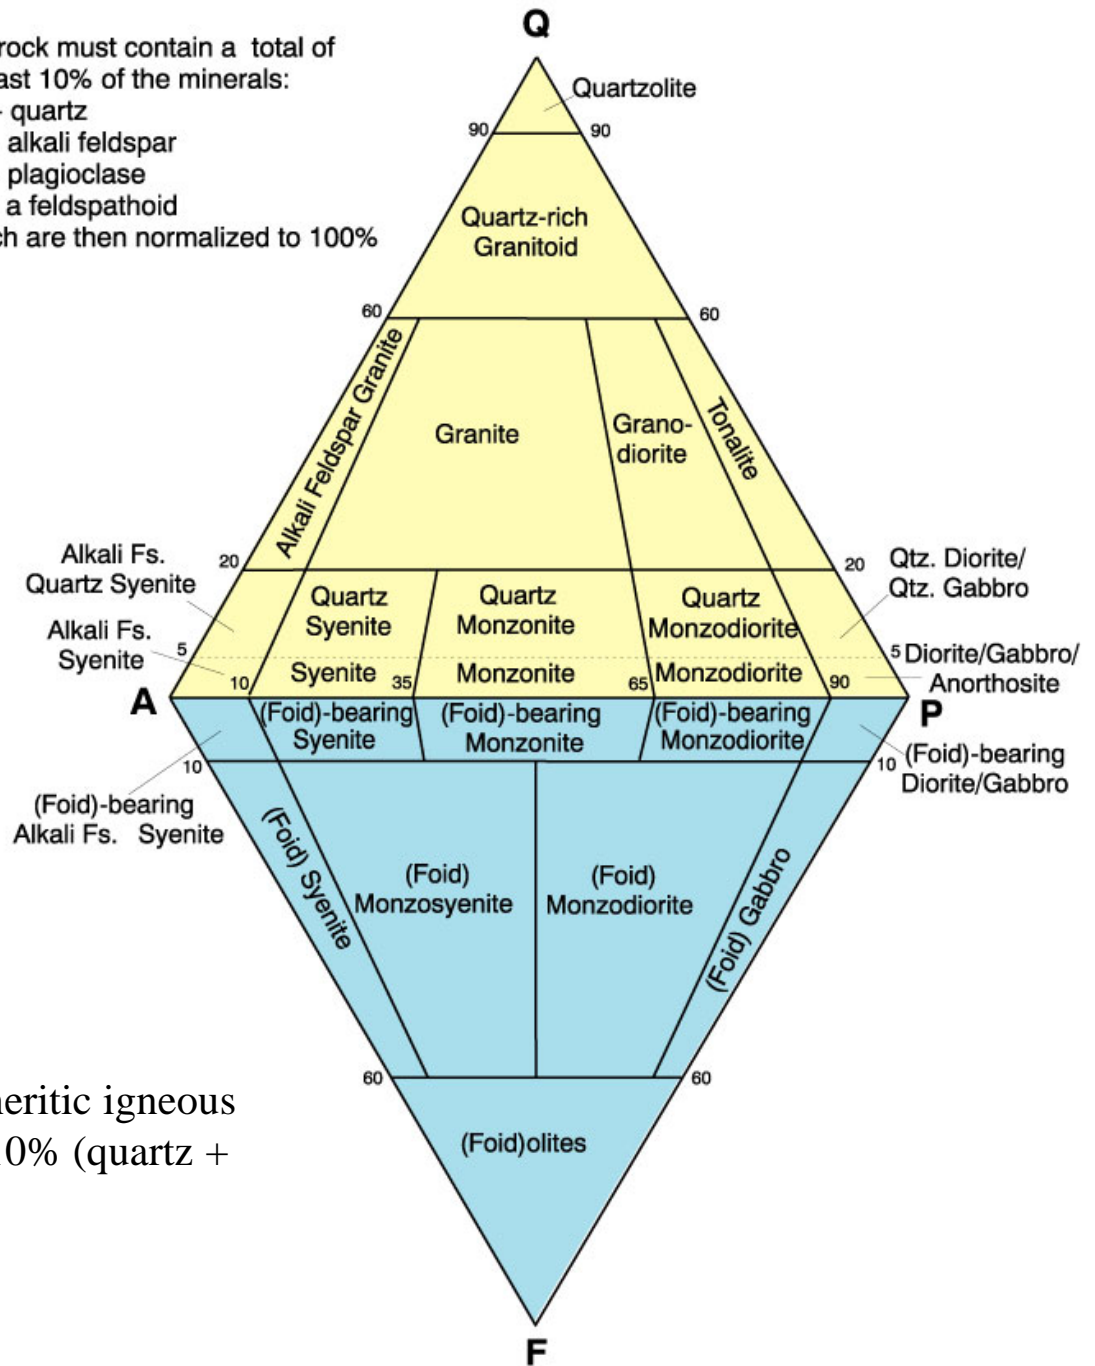 rock must contain a total of
ast 10% of the minerals:
- quartz
alkali feldspar
plagioclase
a feldspathoid
ch are then normalized to 100%
Q
Quartzolite
90 90
Quartz-rich
Granitoid
60 60
Alkali Feldspar Granite
Granite
Grano-
diorite
Tonalite
Alkali Fs.
Quartz Syenite
20 20
Qtz. Diorite/
Qtz. Gabbro
Quartz
Syenite
Quartz
Monzonite
Quartz
Monzodiorite
Alkali Fs.
Syenite
5 5
Diorite/Gabbro/
Anorthosite
10 Syenite 35 Monzonite 65 Monzodiorite 90
A P
(Foid)-bearing
Syenite
(Foid)-bearing
Monzonite
(Foid)-bearing
Monzodiorite
10 10
(Foid)-bearing
Diorite/Gabbro
(Foid)-bearing
Alkali Fs. Syenite
(Foid) Syenite
(Foid)
Monzosyenite
(Foid)
Monzodiorite
(Foid) Gabbro
60 60
neritic igneous
10% (quartz +
(Foid)olites
F